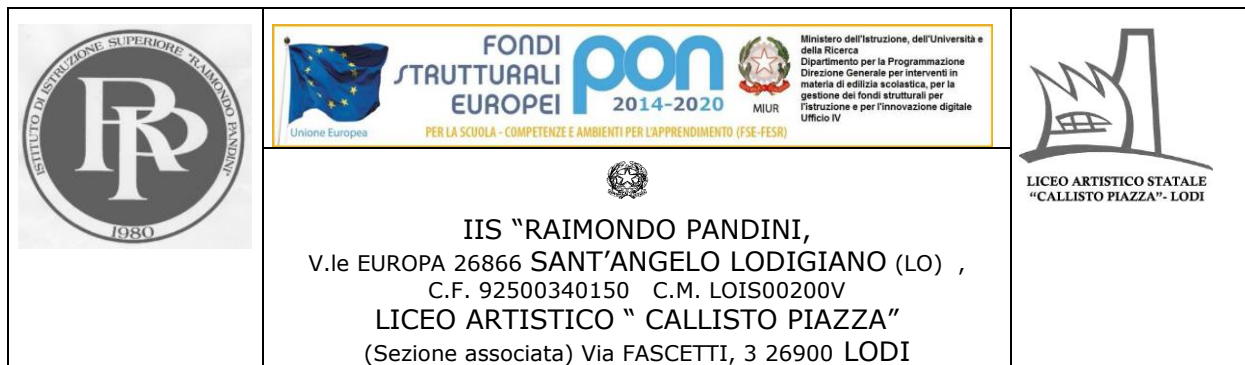 ISTITUTO DI ISTRUZIONE SUPERIORE "RAIMONDO PANDINI"
1980
FONDI
STRUTTURALI
EUROPEI
pon
2014-2020
Unione Europea
MIUR
Ministero dell'Istruzione, dell'Università e
della Ricerca
Dipartimento per la Programmazione
Direzione Generale per interventi in
materia di edilizia scolastica, per la
gestione dei fondi strutturali per
l'istruzione e per l'innovazione digitale
Ufficio IV
PER LA SCUOLA - COMPETENZE E AMBIENTI PER L'APPRENDIMENTO (FSE-FESR)
IIS "RAIMONDO PANDINI,
V.le EUROPA 26866 SANT'ANGELO LODIGIANO (LO) ,
C.F. 92500340150 C.M. LOIS00200V
LICEO ARTISTICO " CALLISTO PIAZZA"
(Sezione associata) Via FASCETTI, 3 26900 LODI
LICEO ARTISTICO STATALE
"CALLISTO PIAZZA"- LODI